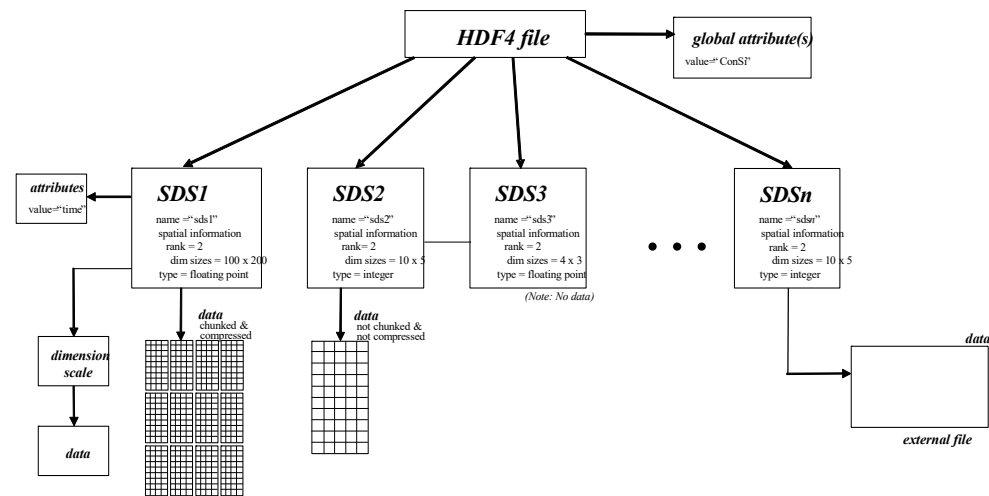 HDF4 file
global attribute(s)
value="ConSi"
attributes
value="time"
SDS1
name ="sds1"
spatial information
rank = 2
dim sizes = 100 x 200
type = floating point
SDS2
name ="sds2"
spatial information
rank= 2
dim sizes = 10 x 5
type = integer
SDS3
name ="sds3"
spatial information
rank = 2
dim sizes = 4 x 3
type = floating point
(Note: No data)
SDSn
name ="sdsn"
spatial information
rank = 2
dim sizes = 10 x 5
type = integer
data
chunked &
compressed
data
not chunked &
not compressed
dimension
scale
data
data
external file